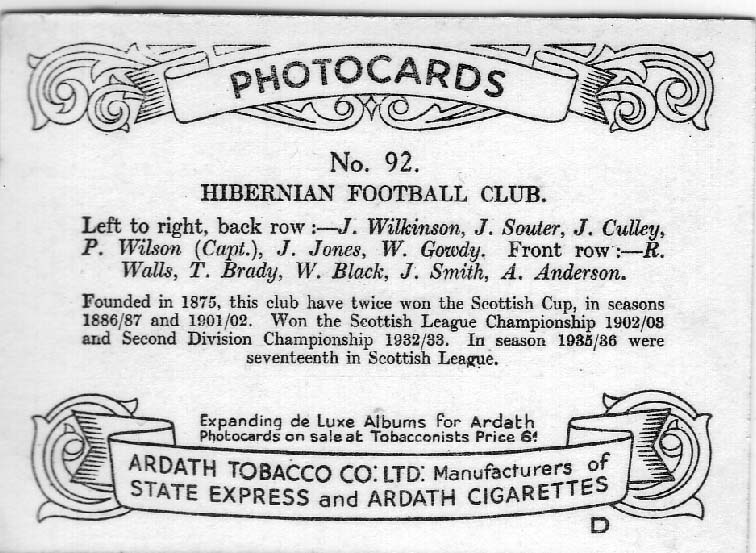 PHOTOCARDS
No. 92.
HIBERNIAN FOOTBALL CLUB.
Left to right, back row :—J. Wilkinson, J. Souter, J. Culley,
P. Wilson (Capt.), J. Jones, W. Gowdy. Front row :—R.
Walls, T. Brady, W. Black, J. Smith, A. Anderson.
Founded in 1875, this club have twice won the Scottish Cup, in seasons
1886/87 and 1901/02. Won the Scottish League Championship 1902/03
and Second Division Championship 1932/33. In season 1935/36 were
seventeenth in Scottish League.
Expanding de Luxe Albums for Ardath
Photocards on sale at Tobacconists Price 6d
ARDATH TOBACCO CO. LTD. Manufacturers of
STATE EXPRESS and ARDATH CIGARETTES
D